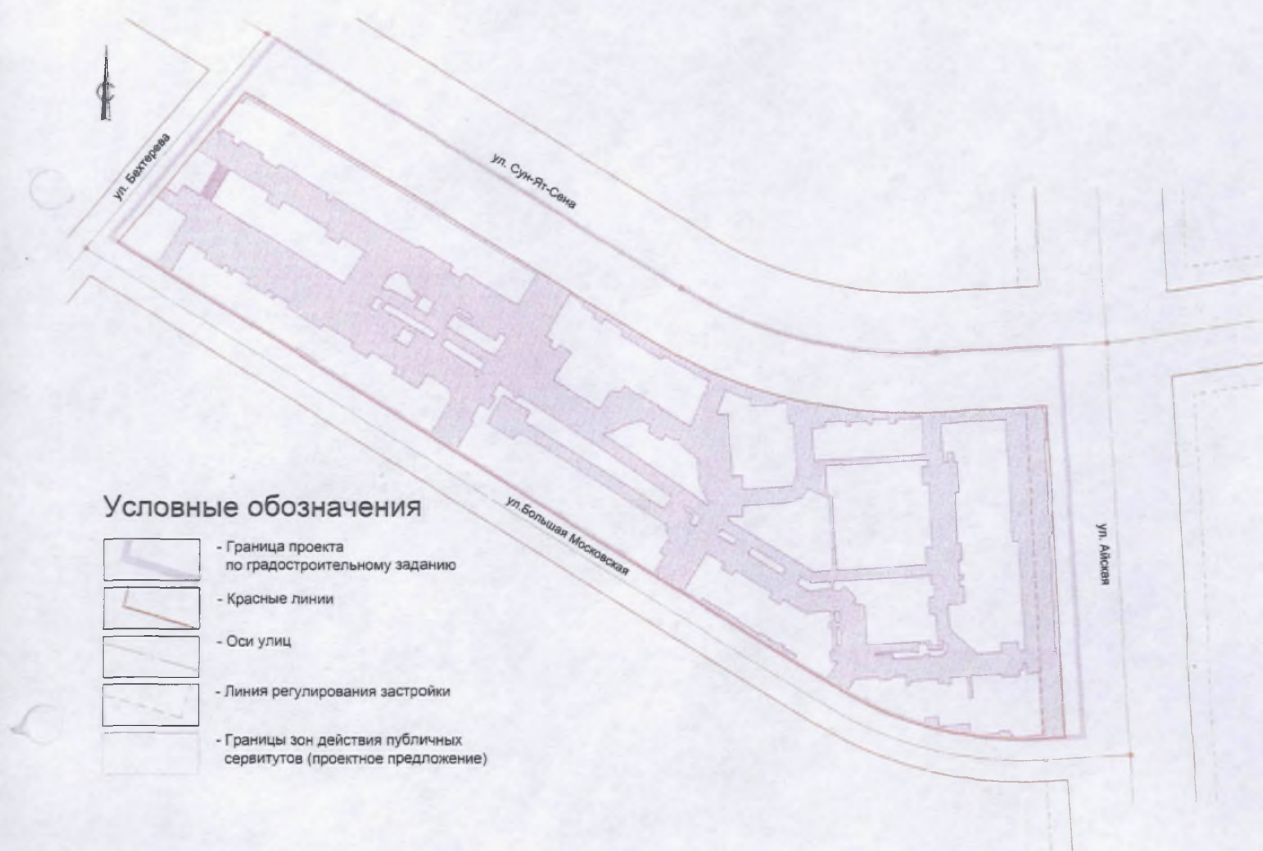 С
ул. Бехтерева
ул. Сун-Ят-Сена
ул.Большая Московская
ул. Айская
Условные обозначения
- Граница проекта
по градостроительному заданию
- Красные линии
- Оси улиц
- Линия регулирования застройки
- Границы зон действия публичных
сервитутов (проектное предложение)